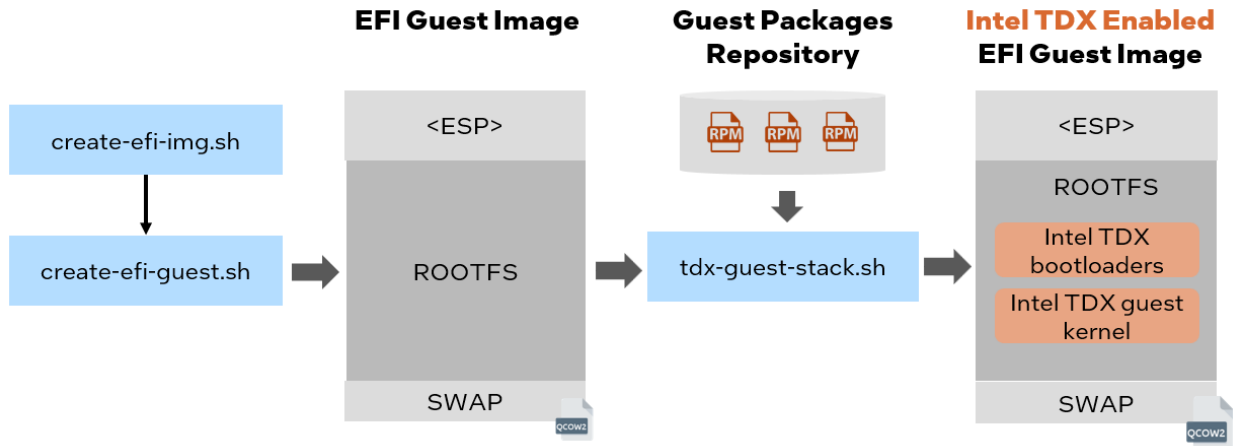 EFI Guest Image
Guest Packages
Repository
Intel TDX Enabled
EFI Guest Image
create-efi-img.sh
create-efi-guest.sh
<ESP>
ROOTFS
SWAP
QCOW2
RPM
RPM
RPM
tdx-guest-stack.sh
<ESP>
ROOTFS
Intel TDX
bootloaders
Intel TDX guest
kernel
SWAP
QCOW2